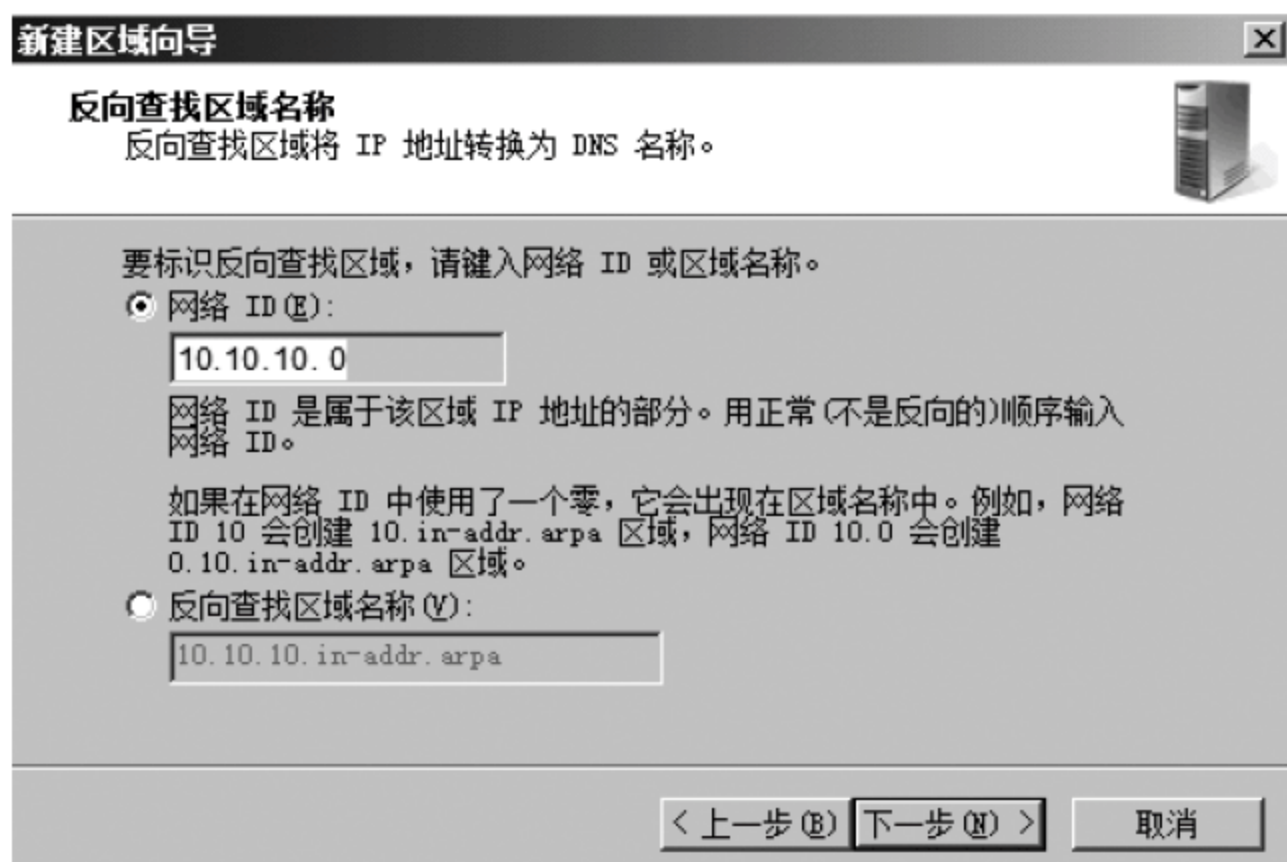 新建区域向导
反向查找区域名称
反向查找区域将 IP 地址转换为 DNS 名称。
要标识反向查找区域，请键入网络 ID 或区域名称。
网络 ID(E):
10.10.10. 0
网络 ID 是属于该区域 IP 地址的部分。用正常(不是反向的)顺序输入
网络 ID。
如果在网络 ID 中使用了一个零，它会出现在区域名称中。例如，网络
ID 10 会创建 10.in-addr.arpa 区域，网络 ID 10.0 会创建
0.10.in-addr.arpa 区域。
反向查找区域名称(V):
10.10.10.in-addr.arpa
< 上一步(B) 下一步(N) > 取消